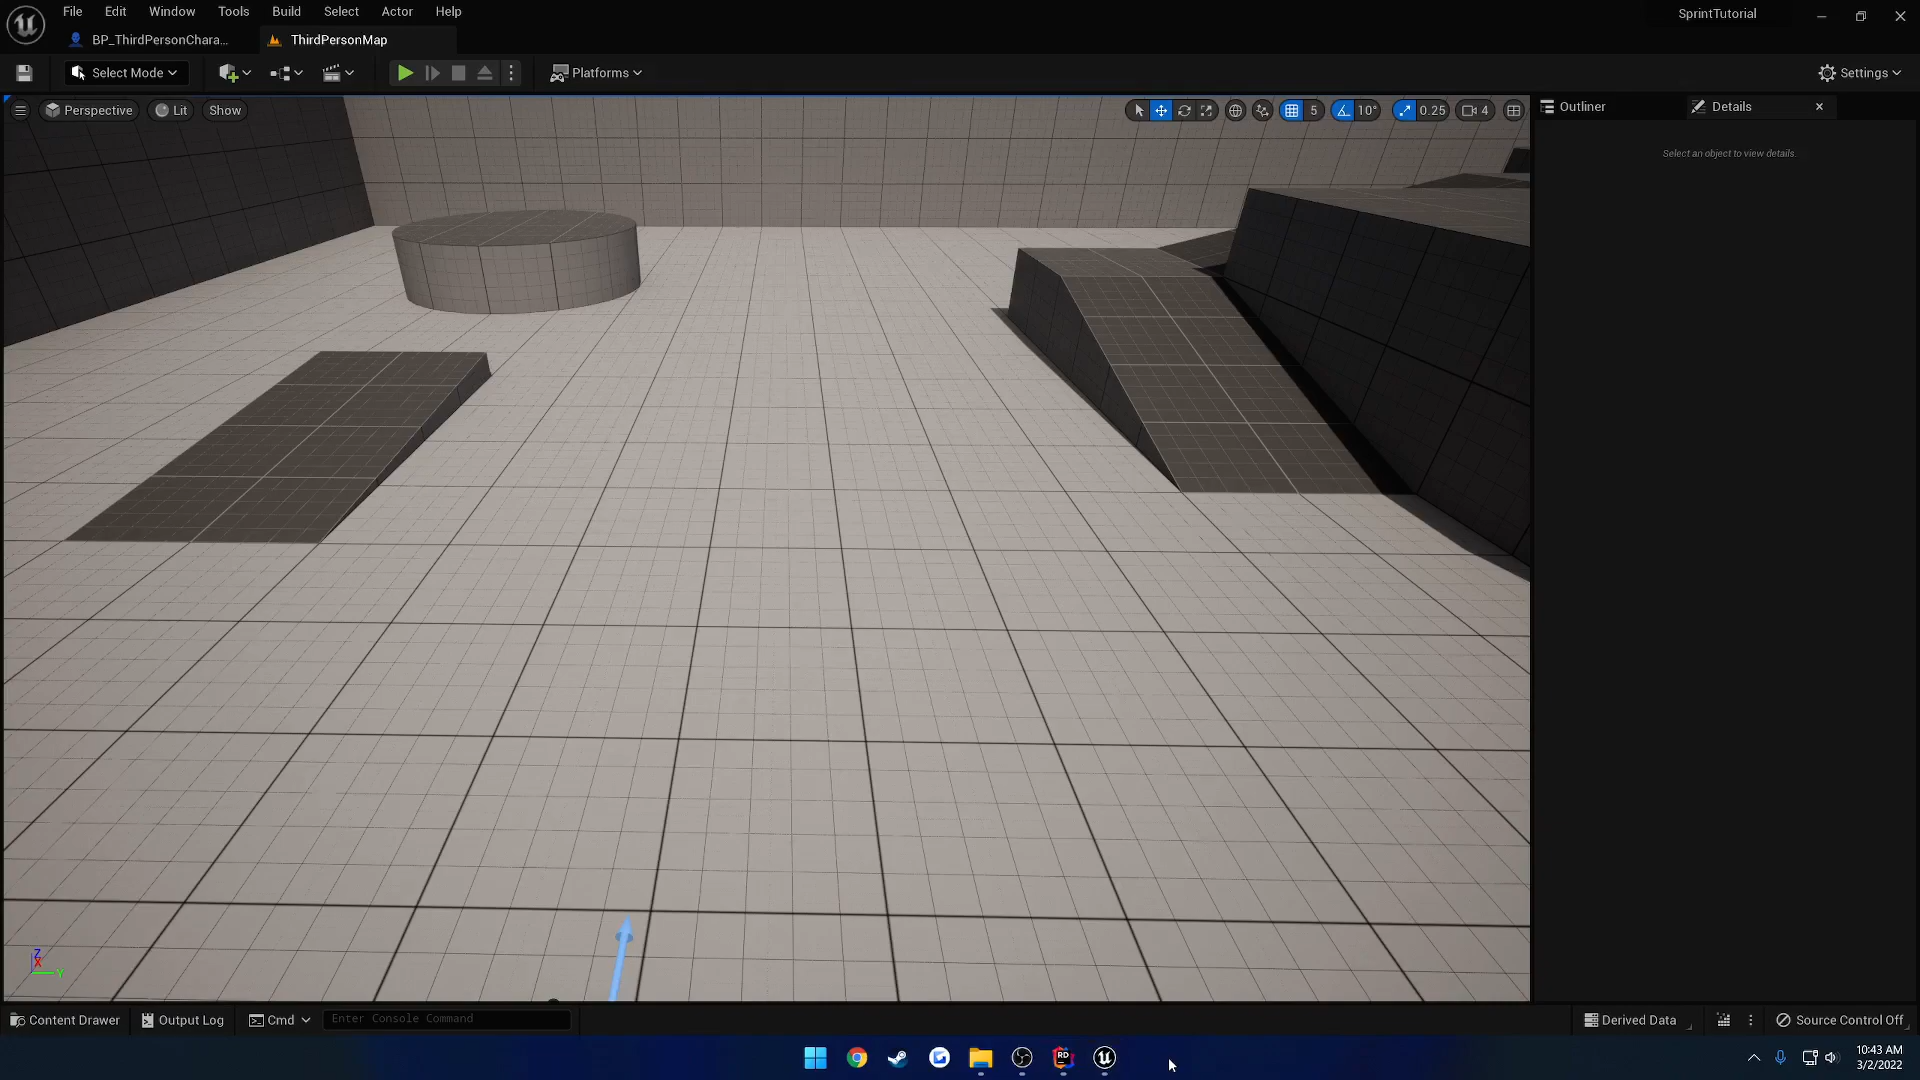 File Edit Window Tools Build Select Actor Help
SprintTutorial
BP_ThirdPersonChara...
ThirdPersonMap
Select Mode
Platforms
Settings
Perspective
Lit
Show
5
10°
0.25
4
Outliner
Details
Select an object to view details.
Z
X
Y
Content Drawer
Output Log
Cmd
Enter Console Command
Derived Data
Source Control Off
RD
10:43 AM
3/2/2022